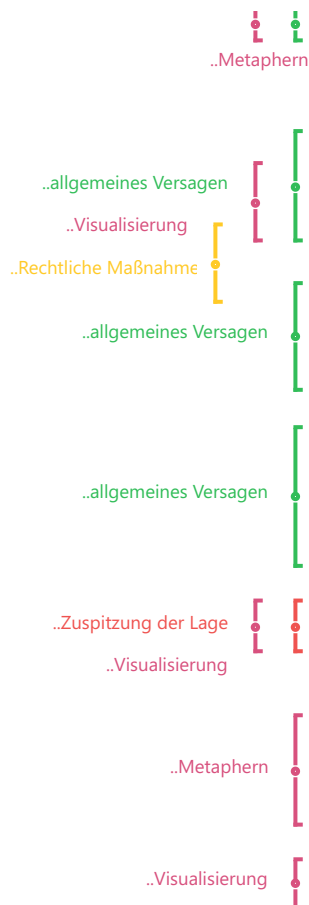 ..Metaphern
..allgemeines Versagen
..Visualisierung
..Rechtliche Maßnahme
..allgemeines Versagen
..allgemeines Versagen
..Zuspitzung der Lage
..Visualisierung
..Metaphern
..Visualisierung